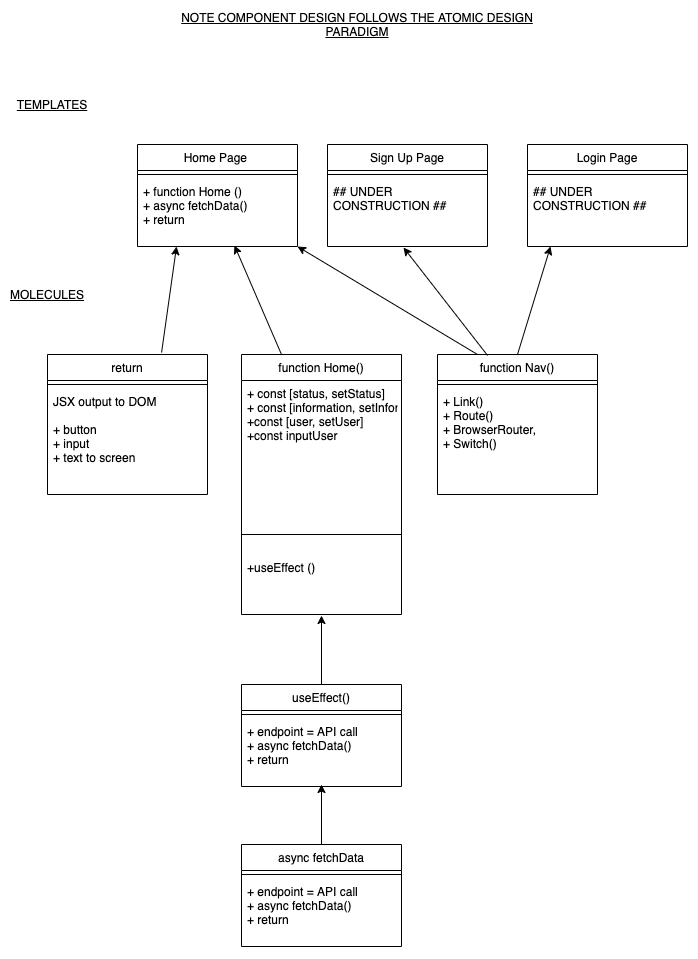 NOTE COMPONENT DESIGN FOLLOWS THE ATOMIC DESIGN
PARADIGM
TEMPLATES
Home Page
+ function Home ()
+ async fetchData()
+ return
Sign Up Page
## UNDER
CONSTRUCTION ##
Login Page
## UNDER
CONSTRUCTION ##
MOLECULES
return
JSX output to DOM
+ button
+ input
+ text to screen
function Home()
+ const [status, setStatus]
+ const [information, setInfor
+const [user, setUser]
+const inputUser
+useEffect ()
function Nav()
+ Link()
+ Route()
+ BrowserRouter,
+ Switch()
useEffect()
+ endpoint = API call
+ async fetchData()
+ return
async fetchData
+ endpoint = API call
+ async fetchData()
+ return